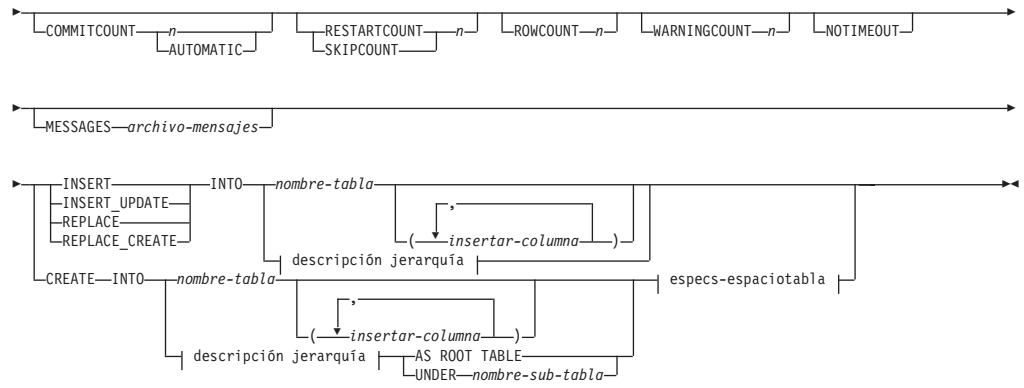 COMMITCOUNT n RESTARTCOUNT n ROWCOUNT n WARNINGCOUNT n NOTIMEOUT
AUTOMATIC SKIPCOUNT
MESSAGES archivo-mensajes
INSERT INTO nombre-tabla
INSERT_UPDATE ,
REPLACE
REPLACE_CREATE ( insertar-columna )
descripción jerarquía
CREATE INTO nombre-tabla especs-espaciotabla
,
( insertar-columna )
descripción jerarquía AS ROOT TABLE
UNDER nombre-sub-tabla